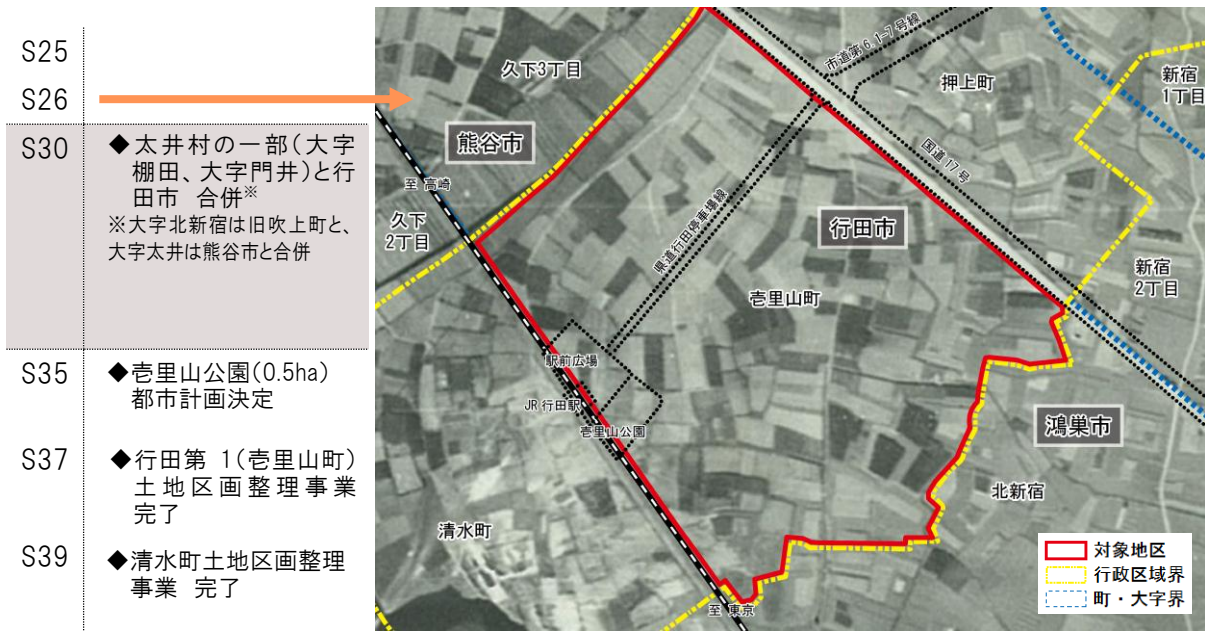 S25
S26
S30
◆太井村の一部（大字
棚田、大字門井）と行
田市 合併※
※大字北新宿は旧吹上町と、
大字太井は熊谷市と合併
S35
◆壱里山公園(0.5ha)
都市計画決定
S37
◆行田第 1(壱里山町)
土地区画整理事業
完了
S39
◆清水町土地区画整理
事業 完了
久下3丁目
市道第 6.1-7 号線
押上町
新宿
1丁目
熊谷市
国道 17 号
至 高崎
久下
2丁目
県道行田停車場線
行田市
新宿
2丁目
壱里山町
駅前広場
JR 行田駅
壱里山公園
鴻巣市
北新宿
清水町
至 東京
対象地区
行政区域界
町・大字界